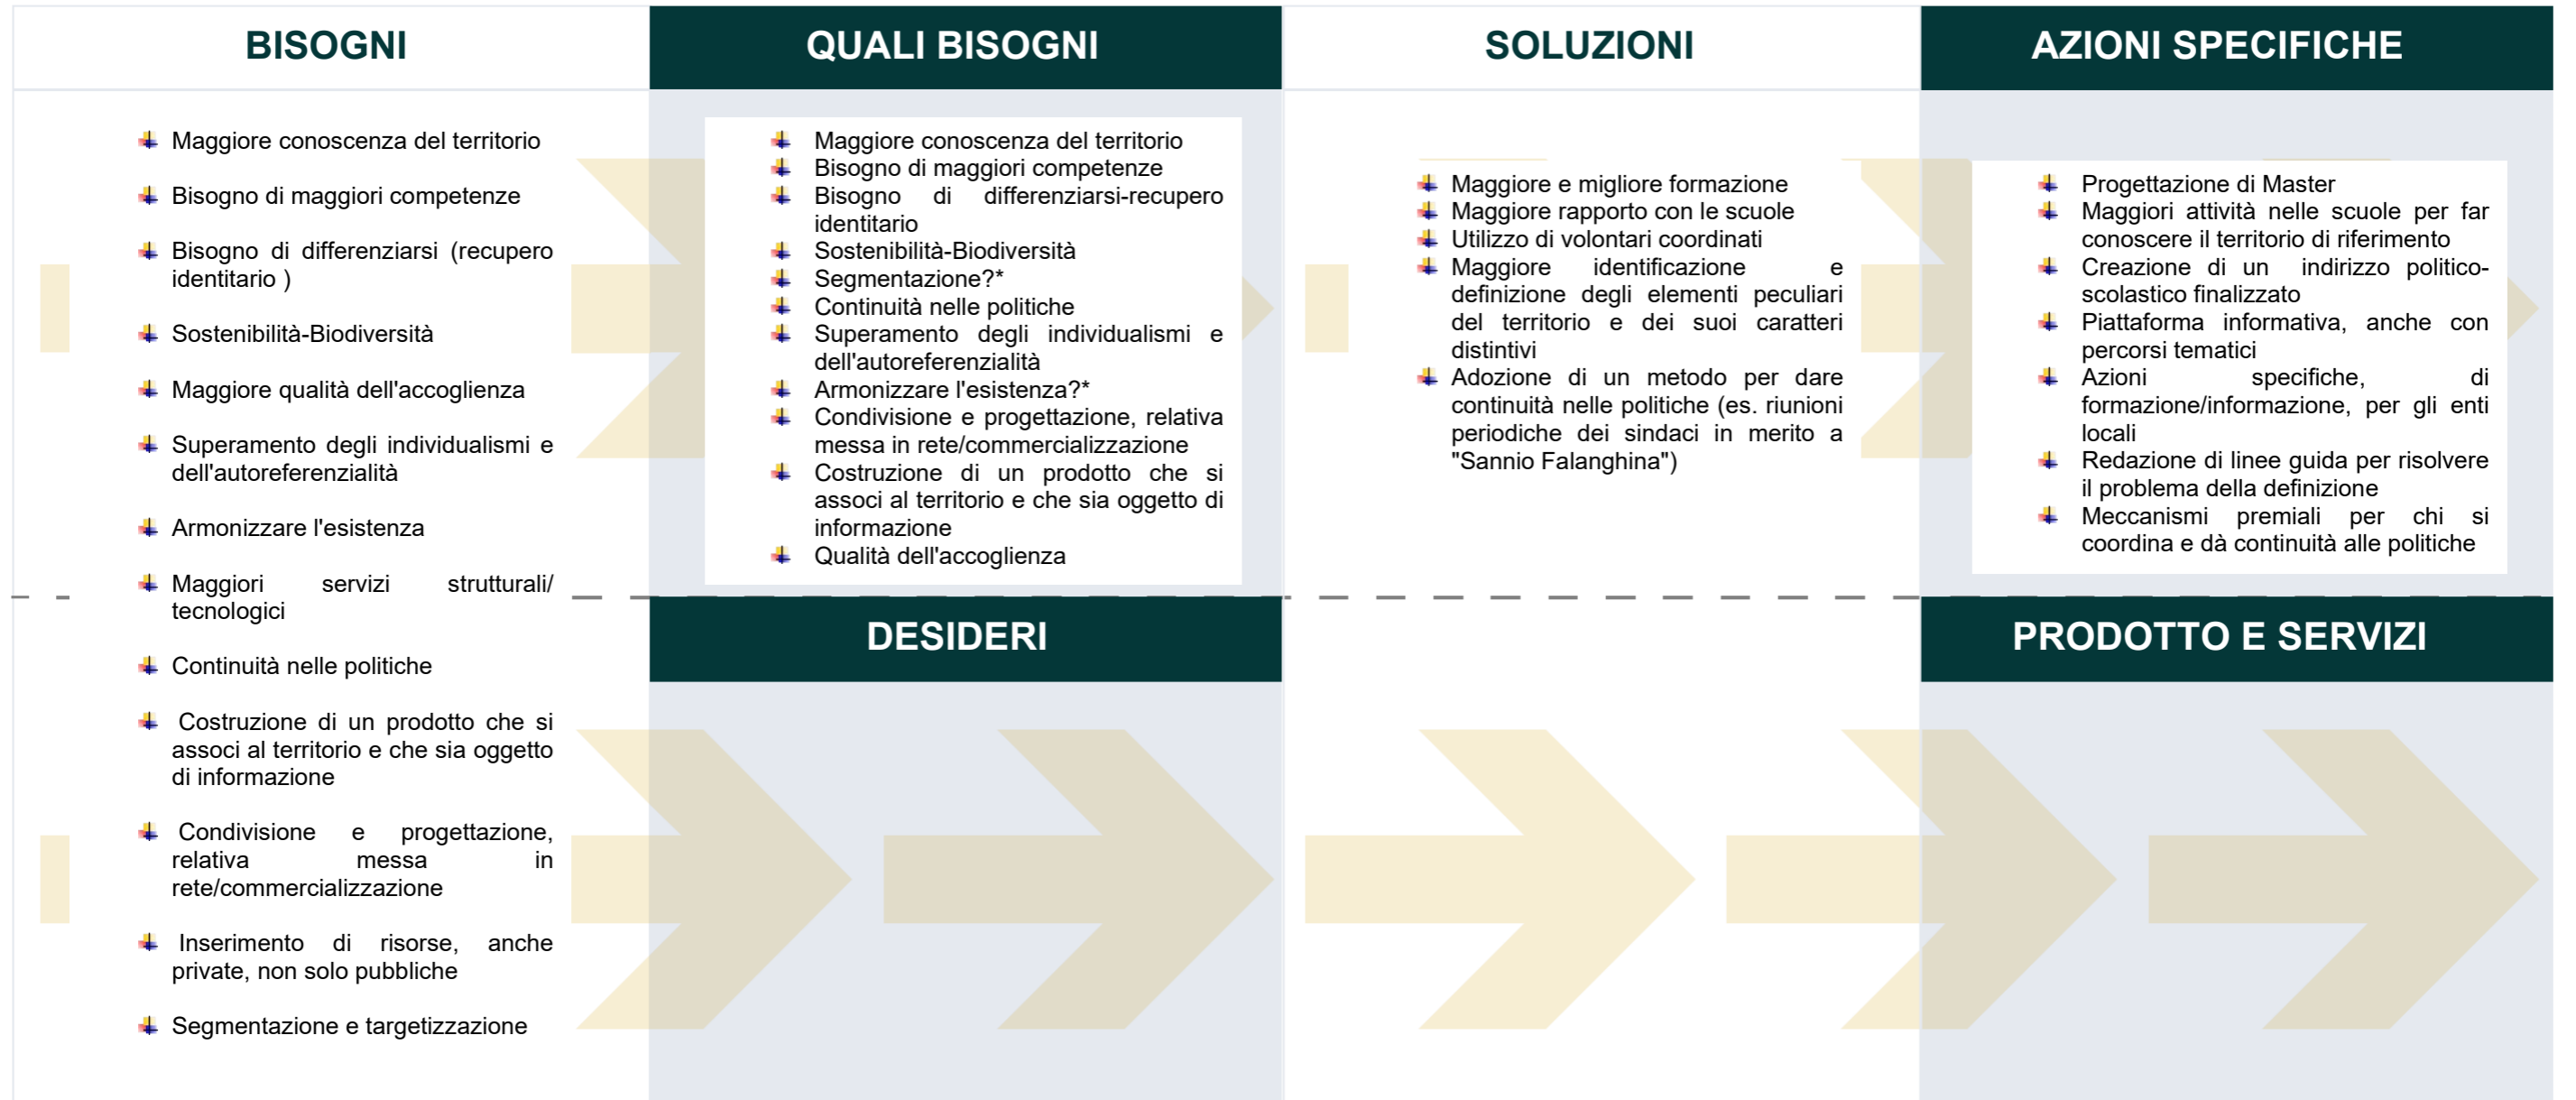 BISOGNI
Maggiore conoscenza del territorio
Bisogno di maggiori competenze
Bisogno di differenziarsi (recupero
identitario )
Sostenibilità-Biodiversità
Maggiore qualità dell'accoglienza
Superamento degli individualismi e
dell'autoreferenzialità
Armonizzare l'esistenza
Maggiori servizi strutturali/
tecnologici
Continuità nelle politiche
Costruzione di un prodotto che si
associ al territorio e che sia oggetto
di informazione
Condivisione e progettazione,
relativa messa in
rete/commercializzazione
Inserimento di risorse, anche
private, non solo pubbliche
Segmentazione e targetizzazione
QUALI BISOGNI
Maggiore conoscenza del territorio
Bisogno di maggiori competenze
Bisogno di differenziarsi-recupero
identitario
Sostenibilità-Biodiversità
Segmentazione?*
Continuità nelle politiche
Superamento degli individualismi e
dell'autoreferenzialità
Armonizzare l'esistenza?*
Condivisione e progettazione, relativa
messa in rete/commercializzazione
Costruzione di un prodotto che si
associ al territorio e che sia oggetto di
informazione
Qualità dell'accoglienza
DESIDERI
SOLUZIONI
Maggiore e migliore formazione
Maggiore rapporto con le scuole
Utilizzo di volontari coordinati
Maggiore identificazione e
definizione degli elementi peculiari
del territorio e dei suoi caratteri
distintivi
Adozione di un metodo per dare
continuità nelle politiche (es. riunioni
periodiche dei sindaci in merito a
"Sannio Falanghina")
AZIONI SPECIFICHE
Progettazione di Master
Maggiori attività nelle scuole per far
conoscere il territorio di riferimento
Creazione di un indirizzo politico-
scolastico finalizzato
Piattaforma informativa, anche con
percorsi tematici
Azioni specifiche, di
formazione/informazione, per gli enti
locali
Redazione di linee guida per risolvere
il problema della definizione
Meccanismi premiali per chi si
coordina e dà continuità alle politiche
PRODOTTO E SERVIZI